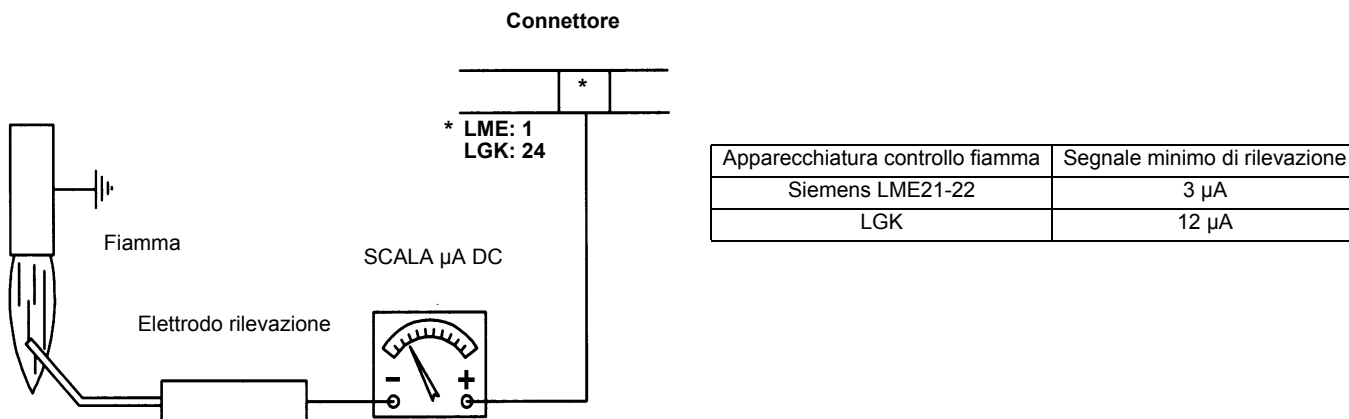 Connettore
*
* LME: 1
LGK: 24
Fiamma
SCALA µA DC
Elettrodo rilevazione
- +
Apparecchiatura controllo fiamma Segnale minimo di rilevazione
Siemens LME21-22 3 µA
LGK 12 µA